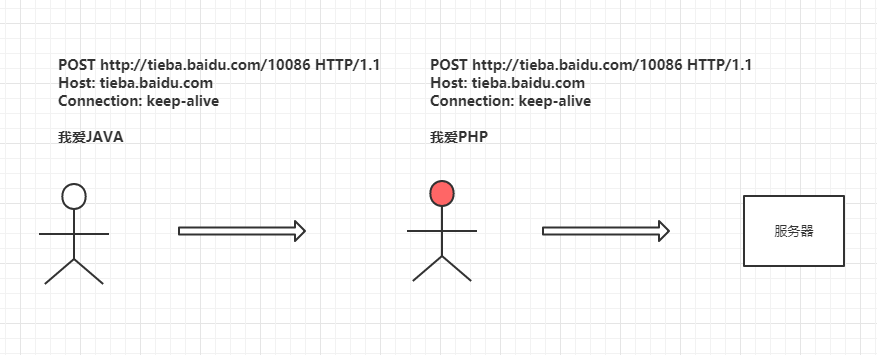 POST http://tieba.baidu.com/10086 HTTP/1.1
Host: tieba.baidu.com
Connection: keep-alive
我爱JAVA
POST http://tieba.baidu.com/10086 HTTP/1.1
Host: tieba.baidu.com
Connection: keep-alive
我爱PHP
服务器